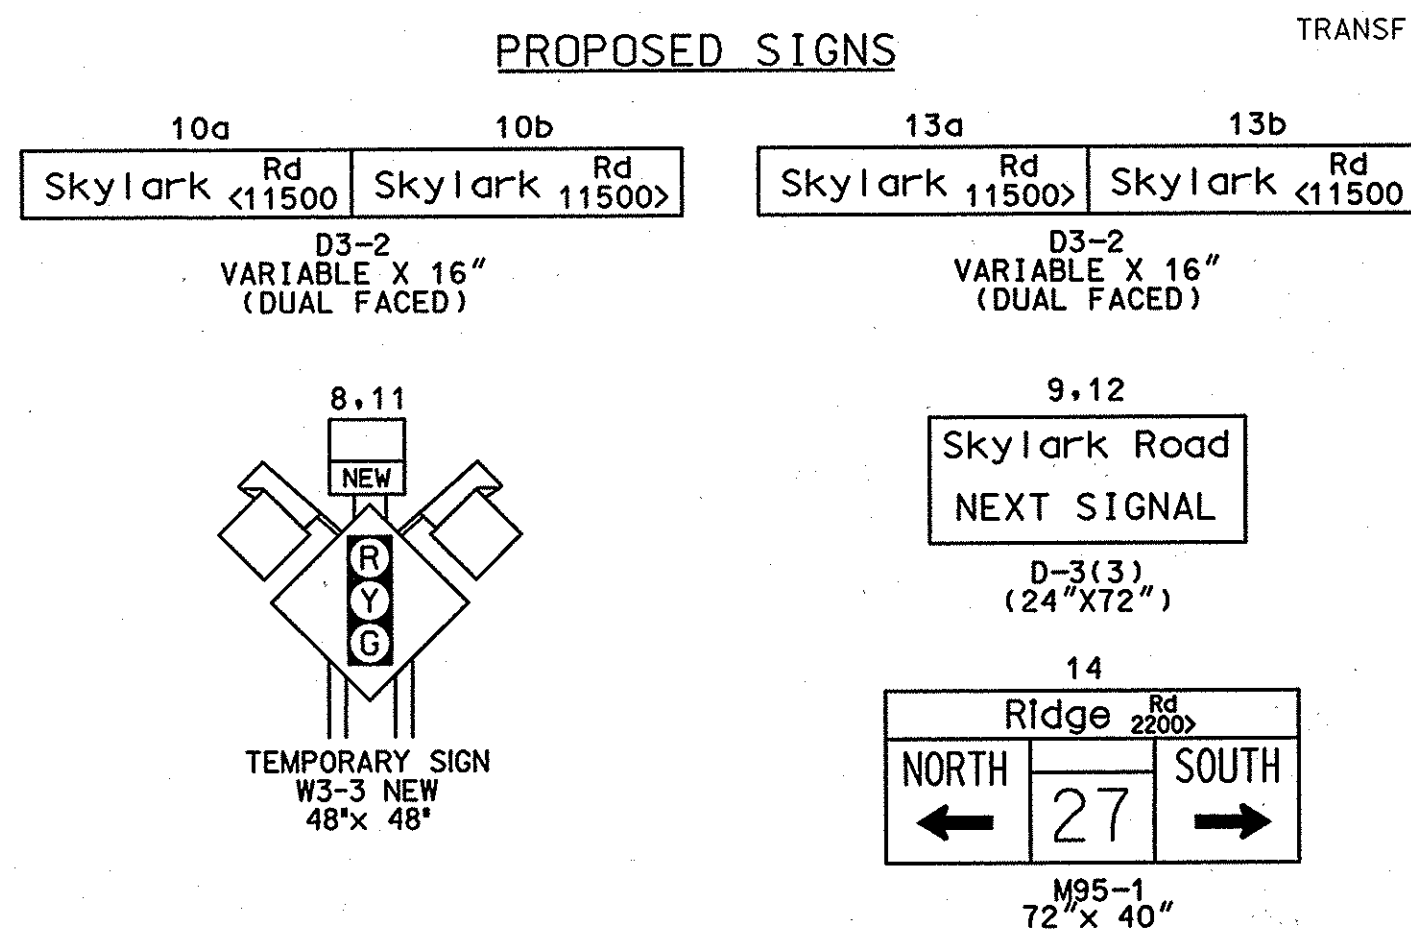 TRANSF
PROPOSED SIGNS
10a 10b
Skylark Rd <11500 Skylark Rd 11500>
D3-2
VARIABLE X 16"
(DUAL FACED)
13a 13b
Skylark Rd 11500> Skylark Rd <11500
D3-2
VARIABLE X 16"
(DUAL FACED)
8,11
NEW
R
Y
G
TEMPORARY SIGN
W3-3 NEW
48"x 48"
9,12
Skylark Road
NEXT SIGNAL
D-3(3)
(24"X72")
14
Ridge Rd 2200>
NORTH 27 SOUTH
M95-1
72"x 40"